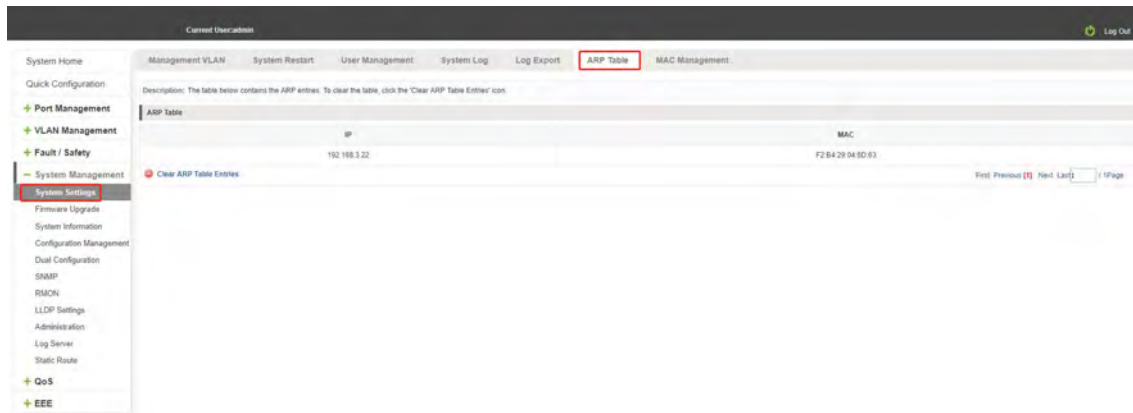 Current User:admin
Log Out
System Home
Quick Configuration
Port Management
VLAN Management
Fault / Safety
System Management
System Settings
Firmware Upgrade
System Information
Configuration Management
Dual Configuration
SNMP
RMON
LLDP Settings
Administration
Log Server
Static Route
QoS
EEE
Management VLAN System Restart User Management System Log Log Export ARP Table MAC Management
Description: The table below contains the ARP entries. To clear the table, click the 'Clear ARP Table Entries' icon.
ARP Table
IP MAC
192.168.3.22 F2:B4:29:04:6D:63
Clear ARP Table Entries First Previous [1] Next Last 1 / 1Page